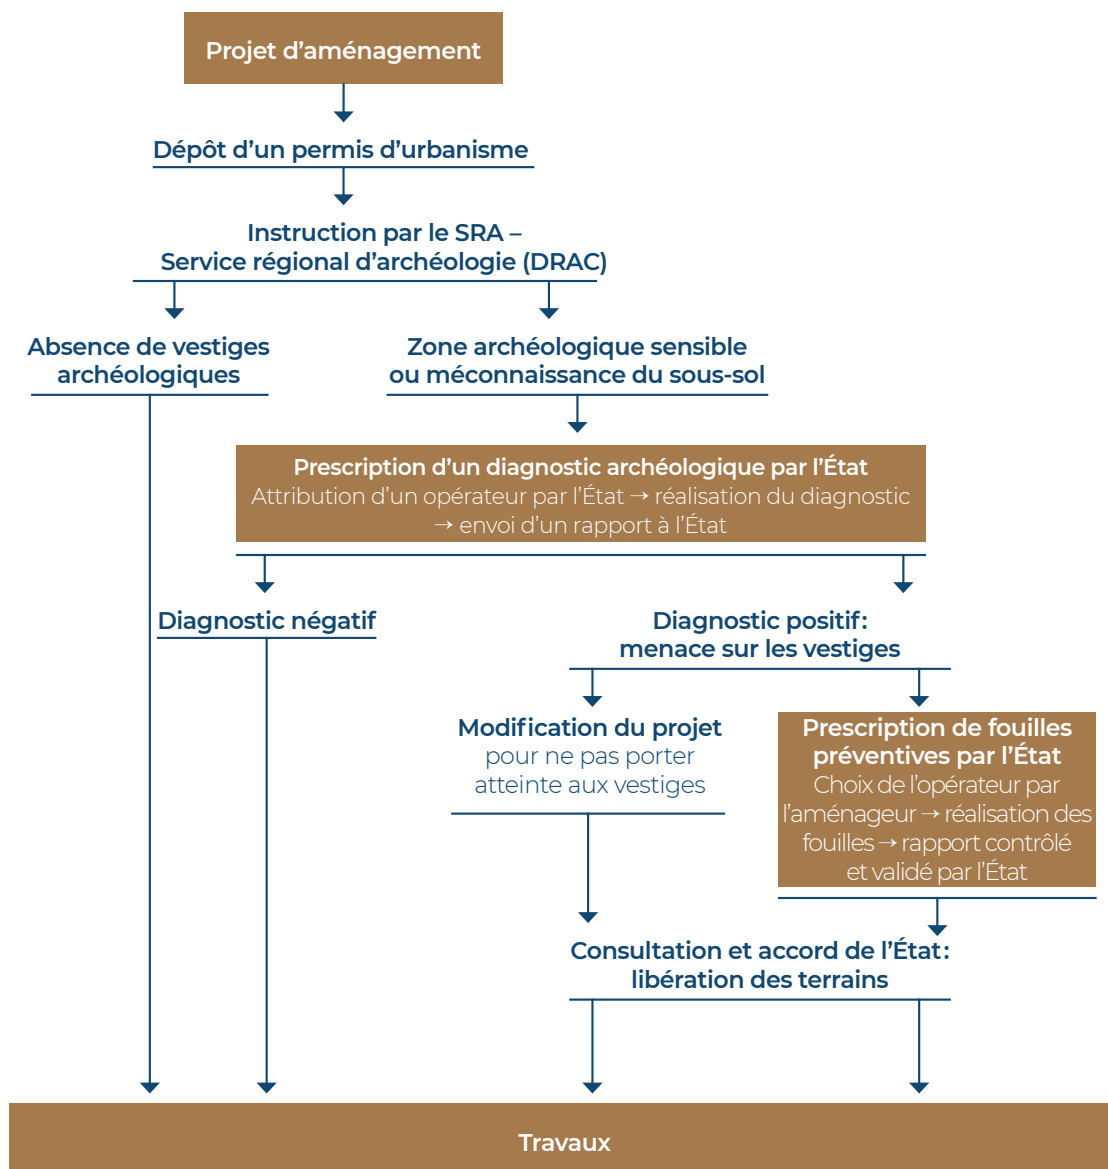 Projet d’aménagement
Dépôt d’un permis d’urbanisme
Instruction par le SRA –
Service régional d’archéologie (DRAC)
Absence de vestiges
archéologiques
Zone archéologique sensible
ou méconnaissance du sous-sol
Prescription d’un diagnostic archéologique par l’État
Attribution d’un opérateur par l’État → réalisation du diagnostic
→ envoi d’un rapport à l’État
Diagnostic négatif
Diagnostic positif :
menace sur les vestiges
Modification du projet
pour ne pas porter
atteinte aux vestiges
Prescription de fouilles
préventives par l’État
Choix de l’opérateur par
l’aménageur → réalisation des
fouilles → rapport contrôlé
et validé par l’État
Consultation et accord de l’État :
libération des terrains
Travaux